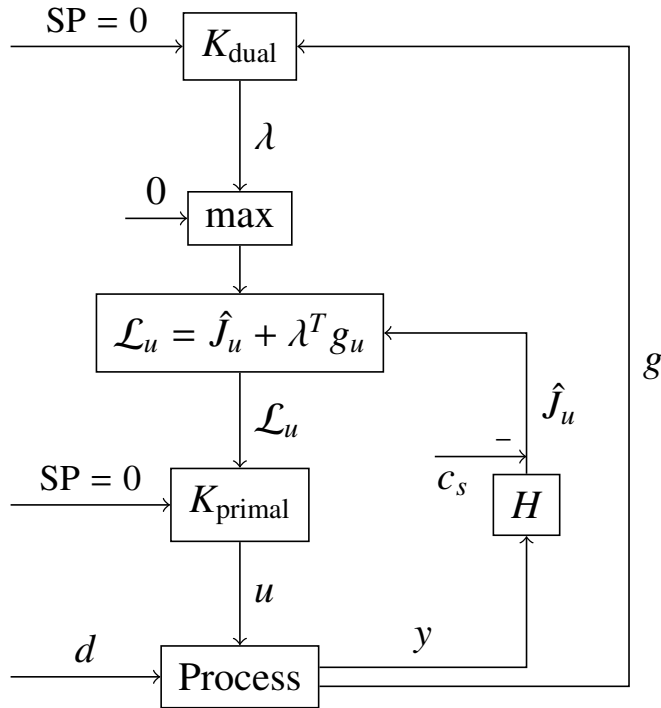 SP = 0
K_dual
λ
0
max
ℒ_u = Ĵ_u + λ^T g_u
g
Ĵ_u
ℒ_u
–
c_s
SP = 0
K_primal
H
u
y
d
Process